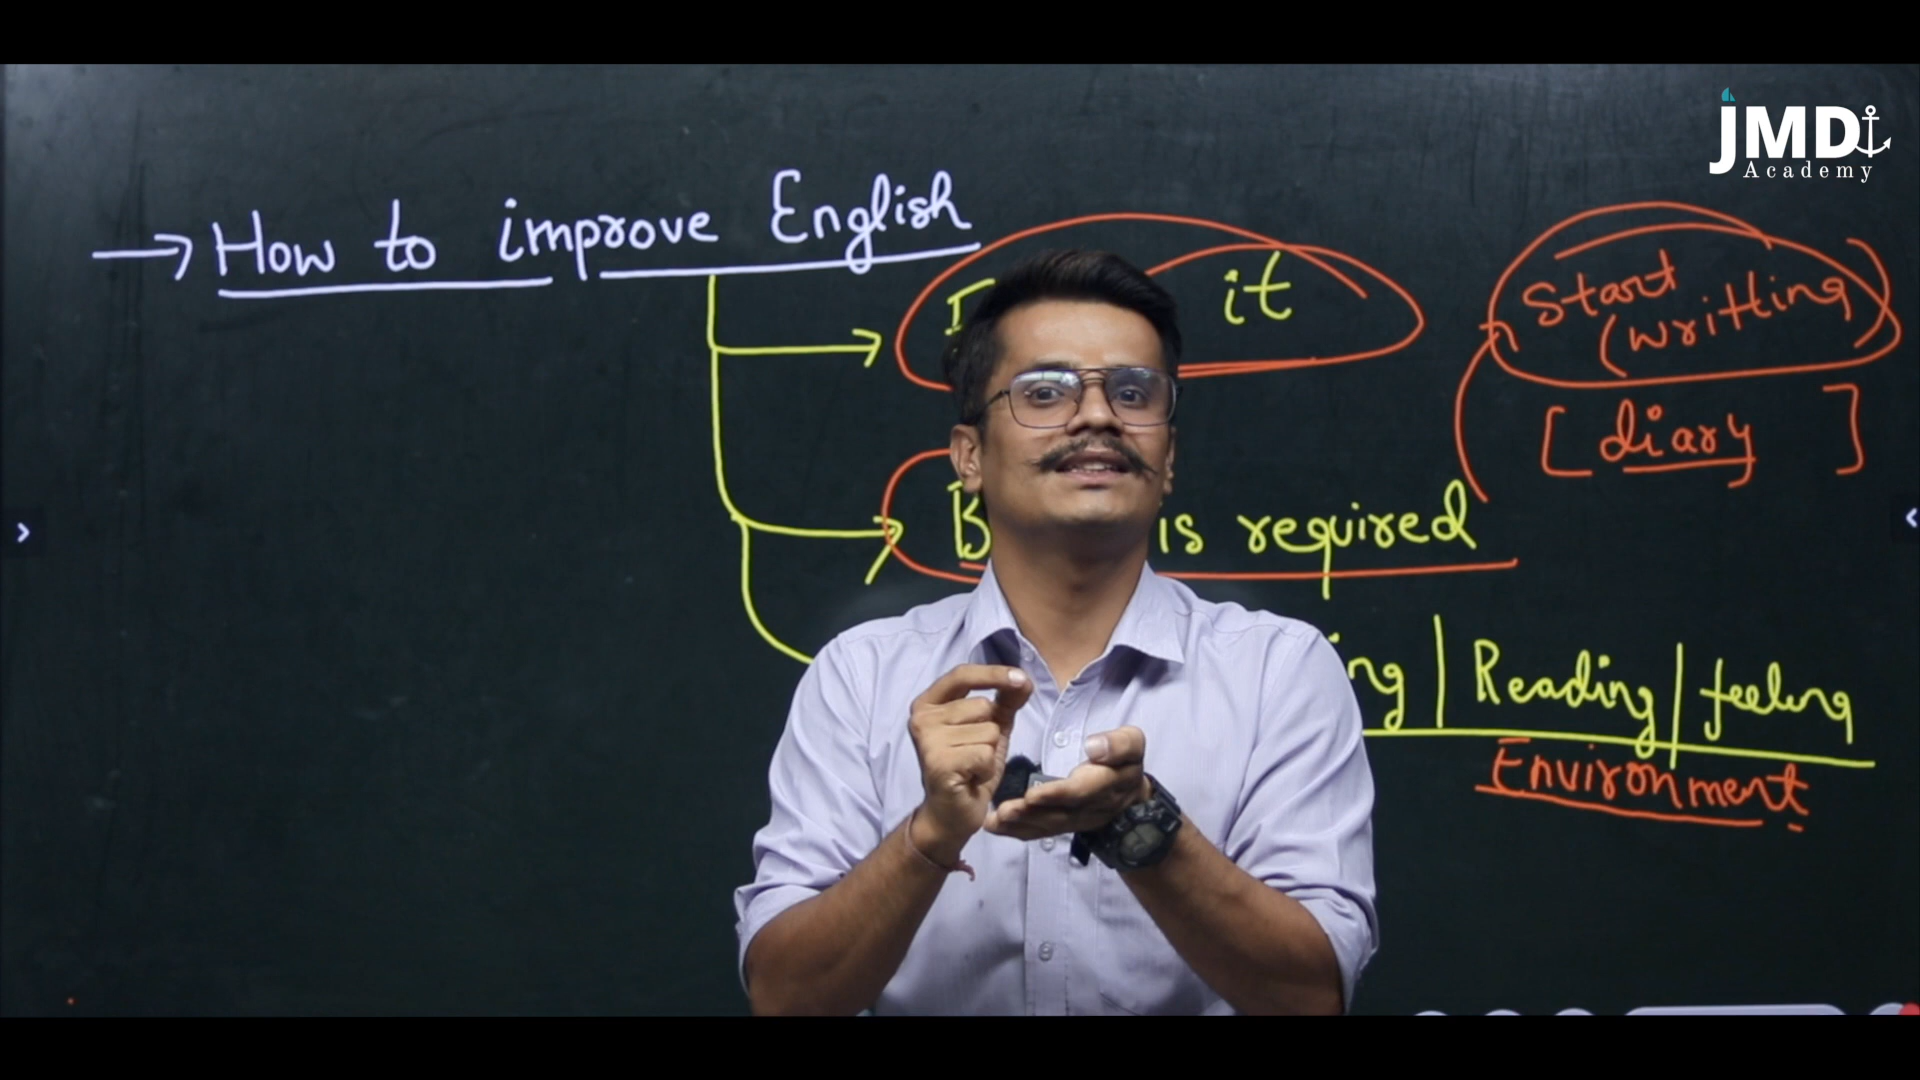 JMD
Academy
→ How to improve English
it
Start
(writting)
[diary]
is required
Reading | feeling
Environment